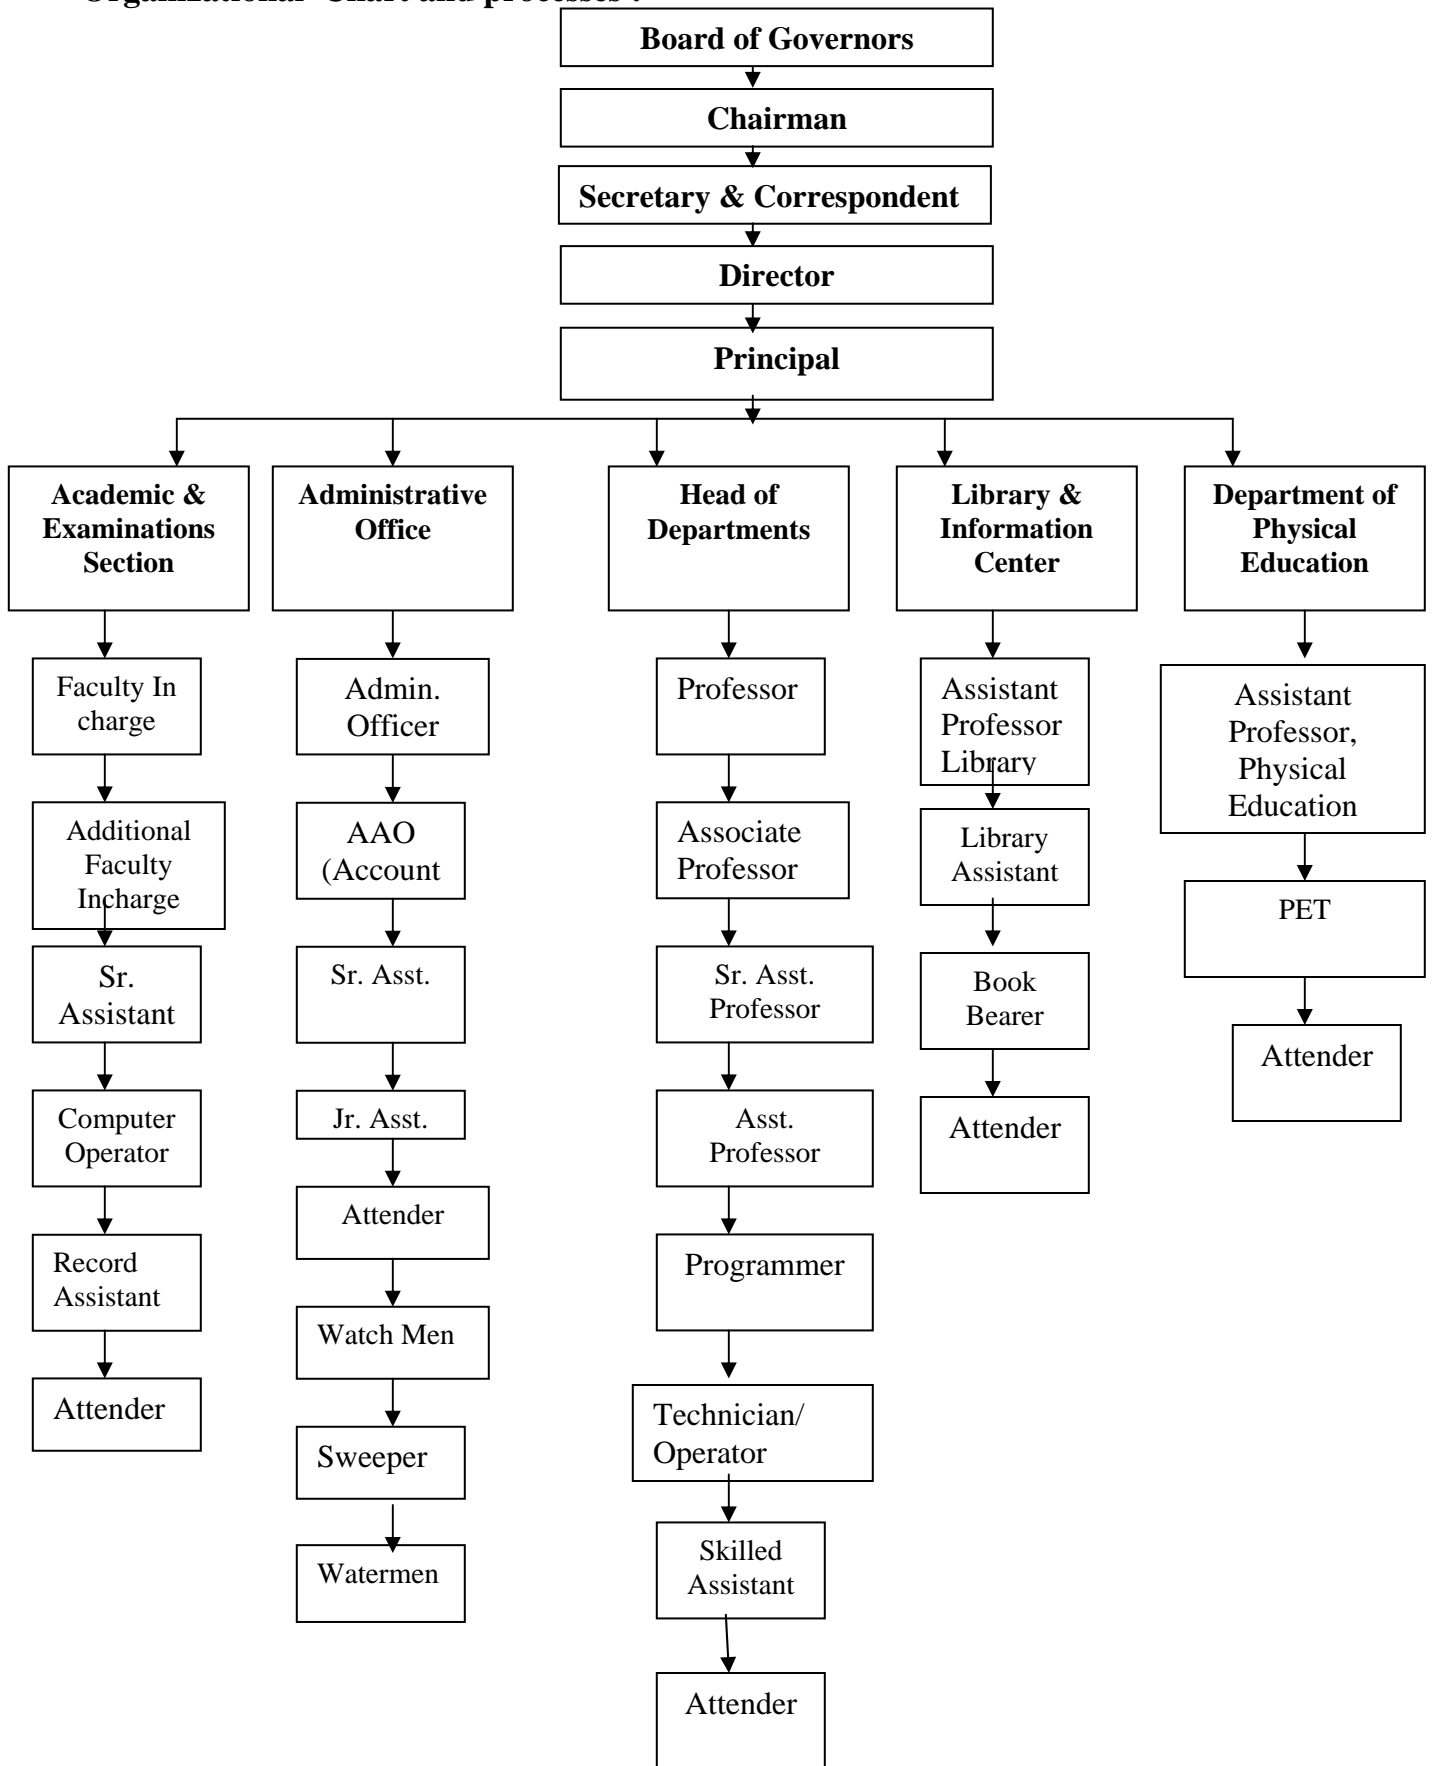 Organizational Chart and processes :
Board of Governors
Chairman
Secretary & Correspondent
Director
Principal
Academic &
Examinations
Section
Administrative
Office
Head of
Departments
Library &
Information
Center
Department of
Physical
Education
Faculty In
charge
Additional
Faculty
Incharge
Sr.
Assistant
Computer
Operator
Record
Assistant
Attender
Admin.
Officer
AAO
(Account
Sr. Asst.
Jr. Asst.
Attender
Watch Men
Sweeper
Watermen
Professor
Associate
Professor
Sr. Asst.
Professor
Asst.
Professor
Programmer
Technician/
Operator
Skilled
Assistant
Attender
Assistant
Professor
Library
Library
Assistant
Book
Bearer
Attender
Assistant
Professor,
Physical
Education
PET
Attender